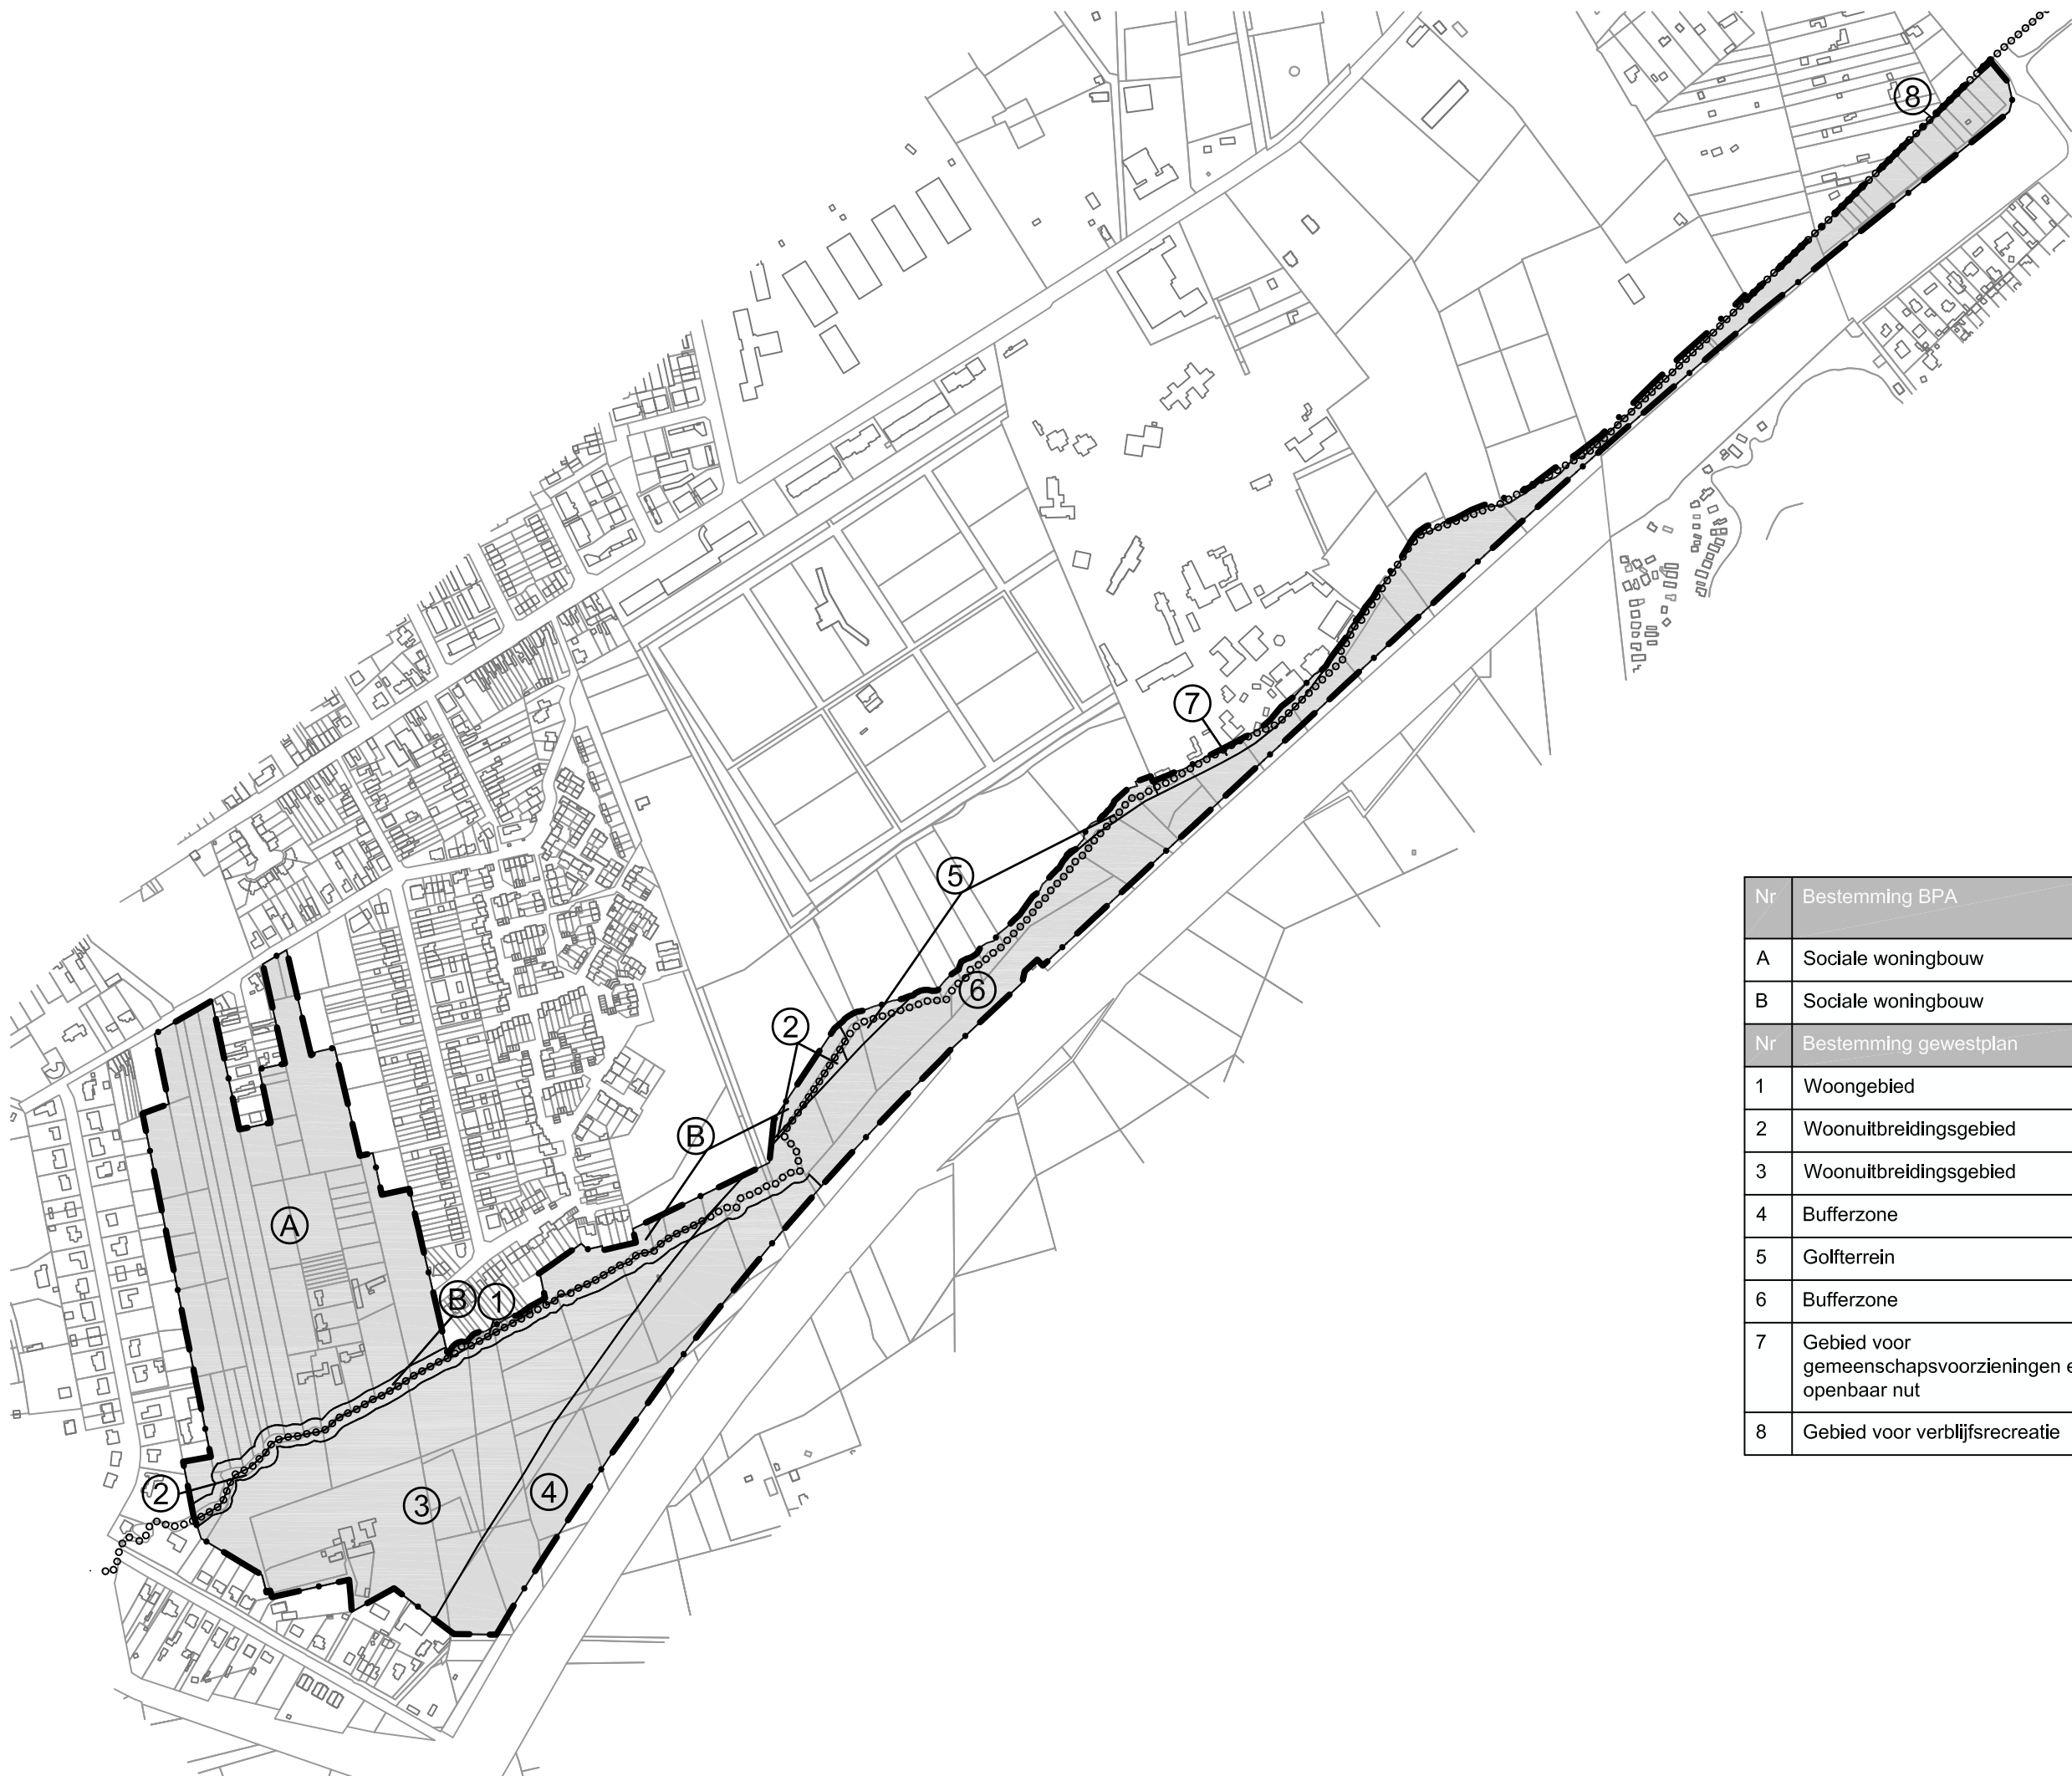 8
7
5
6
2
B
A
B
1
2
3
4
Nr Bestemming BPA
A Sociale woningbouw
B Sociale woningbouw
Nr Bestemming gewestplan
1 Woongebied
2 Woonuitbreidingsgebied
3 Woonuitbreidingsgebied
4 Bufferzone
5 Golfterrein
6 Bufferzone
7 Gebied voor
gemeenschapsvoorzieningen
openbaar nut
8 Gebied voor verblijfsrecreatie